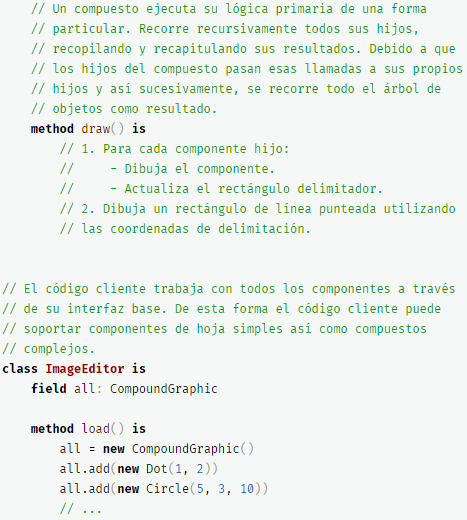 // Un compuesto ejecuta su lógica primaria de una forma
// particular. Recorre recursivamente todos sus hijos,
// recopilando y recapitulando sus resultados. Debido a que
// los hijos del compuesto pasan esas llamadas a sus propios
// hijos y así sucesivamente, se recorre todo el árbol de
// objetos como resultado.
method draw() is
// 1. Para cada componente hijo:
//     - Dibuja el componente.
//     - Actualiza el rectángulo delimitador.
// 2. Dibuja un rectángulo de línea punteada utilizando
// las coordenadas de delimitación.
// El código cliente trabaja con todos los componentes a través
// de su interfaz base. De esta forma el código cliente puede
// soportar componentes de hoja simples así como compuestos
// complejos.
class ImageEditor is
field all: CompoundGraphic
method load() is
all = new CompoundGraphic()
all.add(new Dot(1, 2))
all.add(new Circle(5, 3, 10))
// ...